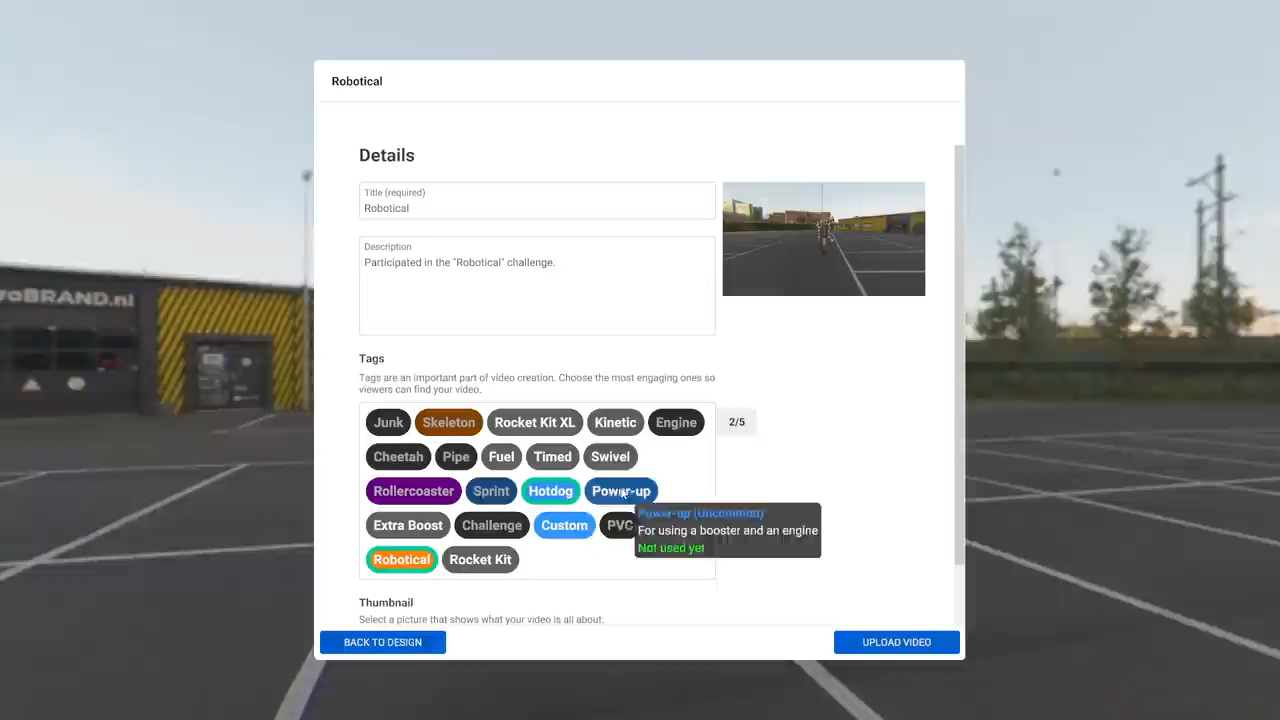 Robotical
Details
Title (required)
Robotical
Description
Participated in the "Robotical" challenge.
Tags
Tags are an important part of video creation. Choose the most engaging ones so
viewers can find your video.
Junk Skeleton Rocket Kit XL Kinetic Engine 2/5
Cheetah Pipe Fuel Timed Swivel
Rollercoaster Sprint Hotdog Power-up
Power-up (Uncommon)
Extra Boost Challenge Custom PVC
For using a booster and an engine
Not used yet
Robotical Rocket Kit
Thumbnail
Select a picture that shows what your video is all about.
BACK TO DESIGN UPLOAD VIDEO
roBRAND.nl